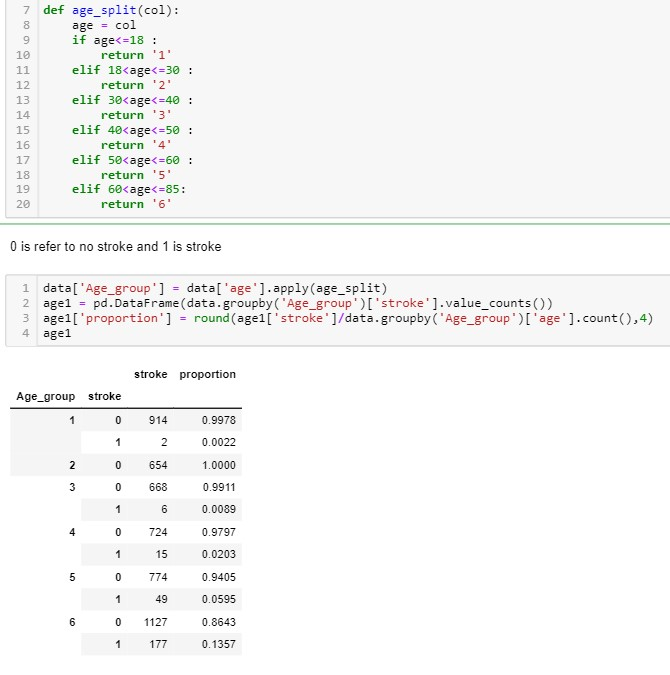 7 def age_split(col):
8     age = col
9     if age<=18 :
10         return '1'
11     elif 18<age<=30 :
12         return '2'
13     elif 30<age<=40 :
14         return '3'
15     elif 40<age<=50 :
16         return '4'
17     elif 50<age<=60 :
18         return '5'
19     elif 60<age<=85:
20         return '6'
0 is refer to no stroke and 1 is stroke
1 data['Age_group'] = data['age'].apply(age_split)
2 age1 = pd.DataFrame(data.groupby('Age_group')['stroke'].value_counts())
3 age1['proportion'] = round(age1['stroke']/data.groupby('Age_group')['age'].count(),4)
4 age1
stroke proportion
Age_group stroke
1 0 914 0.9978
1 2 0.0022
2 0 654 1.0000
3 0 668 0.9911
1 6 0.0089
4 0 724 0.9797
1 15 0.0203
5 0 774 0.9405
1 49 0.0595
6 0 1127 0.8643
1 177 0.1357